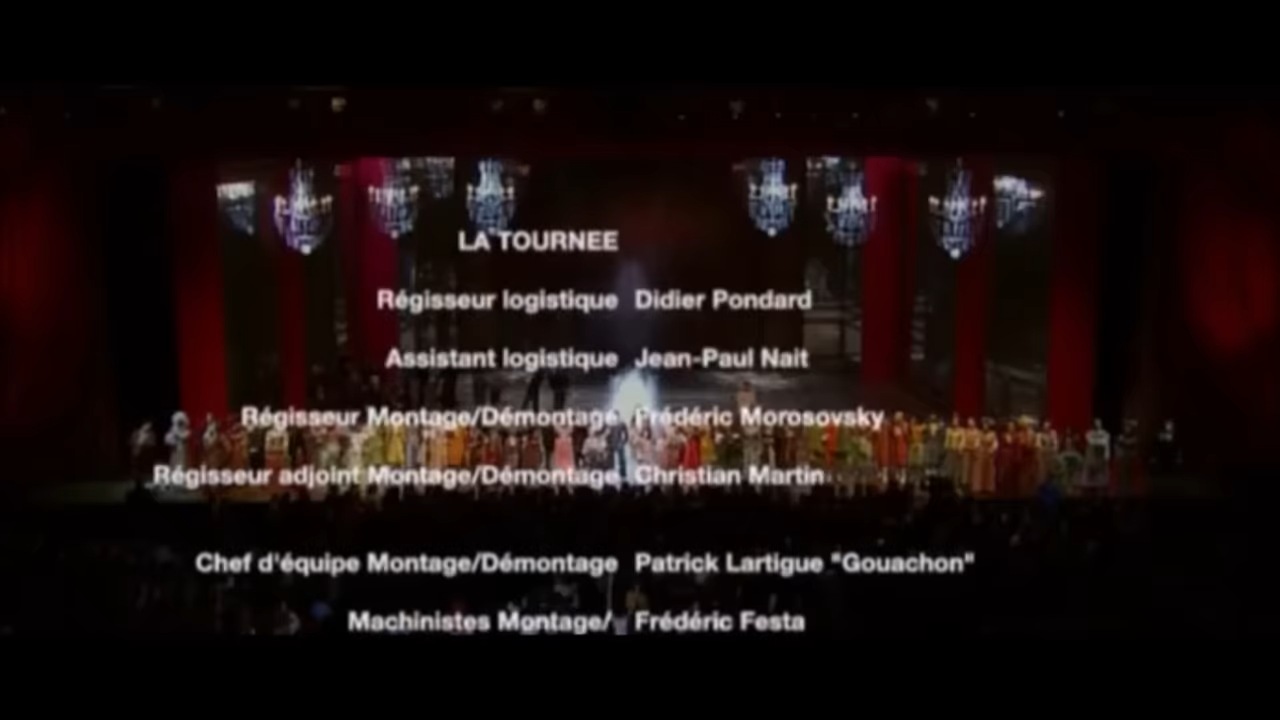 LA TOURNEE
Régisseur logistique Didier Pondard
Assistant logistique Jean-Paul Nait
Régisseur Montage/Démontage Frédéric Morosovsky
Régisseur adjoint Montage/Démontage Christian Martin
Chef d'équipe Montage/Démontage Patrick Lartigue "Gouachon"
Machinistes Montage/ Frédéric Festa